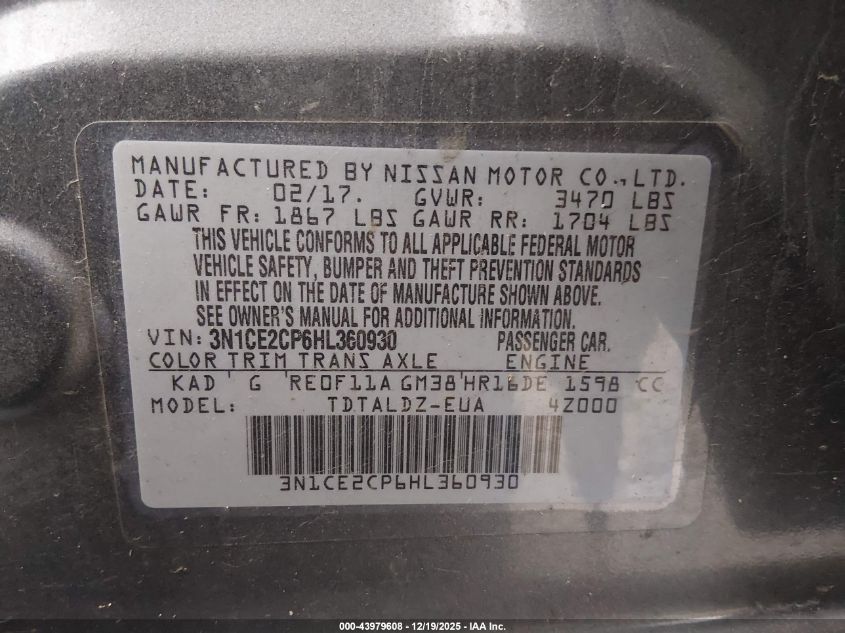 MANUFACTURED BY NISSAN MOTOR CO., LTD.
DATE: 02/17. GVWR: 3470 LBS
GAWR FR: 1867 LBS GAWR RR: 1704 LBS
THIS VEHICLE CONFORMS TO ALL APPLICABLE FEDERAL MOTOR
VEHICLE SAFETY, BUMPER AND THEFT PREVENTION STANDARDS
IN EFFECT ON THE DATE OF MANUFACTURE SHOWN ABOVE.
SEE OWNER'S MANUAL FOR ADDITIONAL INFORMATION.
VIN: 3N1CE2CP6HL360930 PASSENGER CAR.
COLOR TRIM TRANS AXLE ENGINE
KAD G RE0F11A GM38 HR16DE 1598 CC
MODEL: TDTALDZ-EUA 4Z000
3N1CE2CP6HL360930
000-43979608 - 12/19/2025 - IAA Inc.